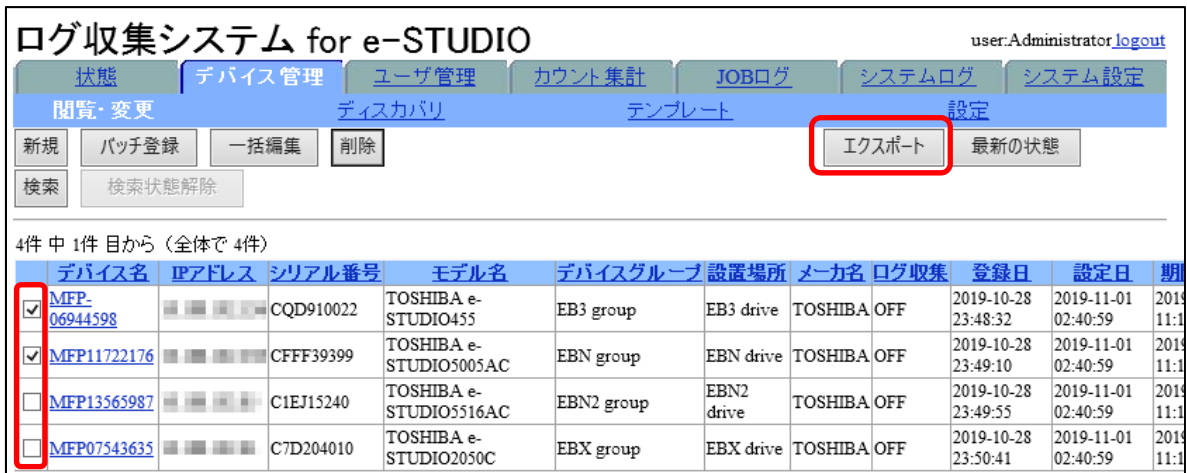 ログ収集システム for e-STUDIO
user:Administrator logout
状態 デバイス管理 ユーザ管理 カウント集計 JOBログ システムログ システム設定
閲覧・変更 ディスカバリ テンプレート 設定
新規 バッチ登録 一括編集 削除 エクスポート 最新の状態
検索 検索状態解除
4件 中 1件 目から（全体で 4件）
デバイス名 IPアドレス シリアル番号 モデル名 デバイスグループ 設置場所 メーカ名 ログ収集 登録日 設定日
MFP- TOSHIBA e- 2019-10-28 2019-11-01
06944598 CQD910022 STUDIO455 EB3 group EB3 drive TOSHIBA OFF 23:48:32 02:40:59
TOSHIBA e- 2019-10-28 2019-11-01
MFP11722176 CFFF39399 STUDIO5005AC EBN group EBN drive TOSHIBA OFF 23:49:10 02:40:59
TOSHIBA e- EBN2 2019-10-28 2019-11-01
MFP13565987 C1EJ15240 STUDIO5516AC EBN2 group drive TOSHIBA OFF 23:49:55 02:40:59
TOSHIBA e- 2019-10-28 2019-11-01
MFP07543635 C7D204010 STUDIO2050C EBX group EBX drive TOSHIBA OFF 23:50:41 02:40:59